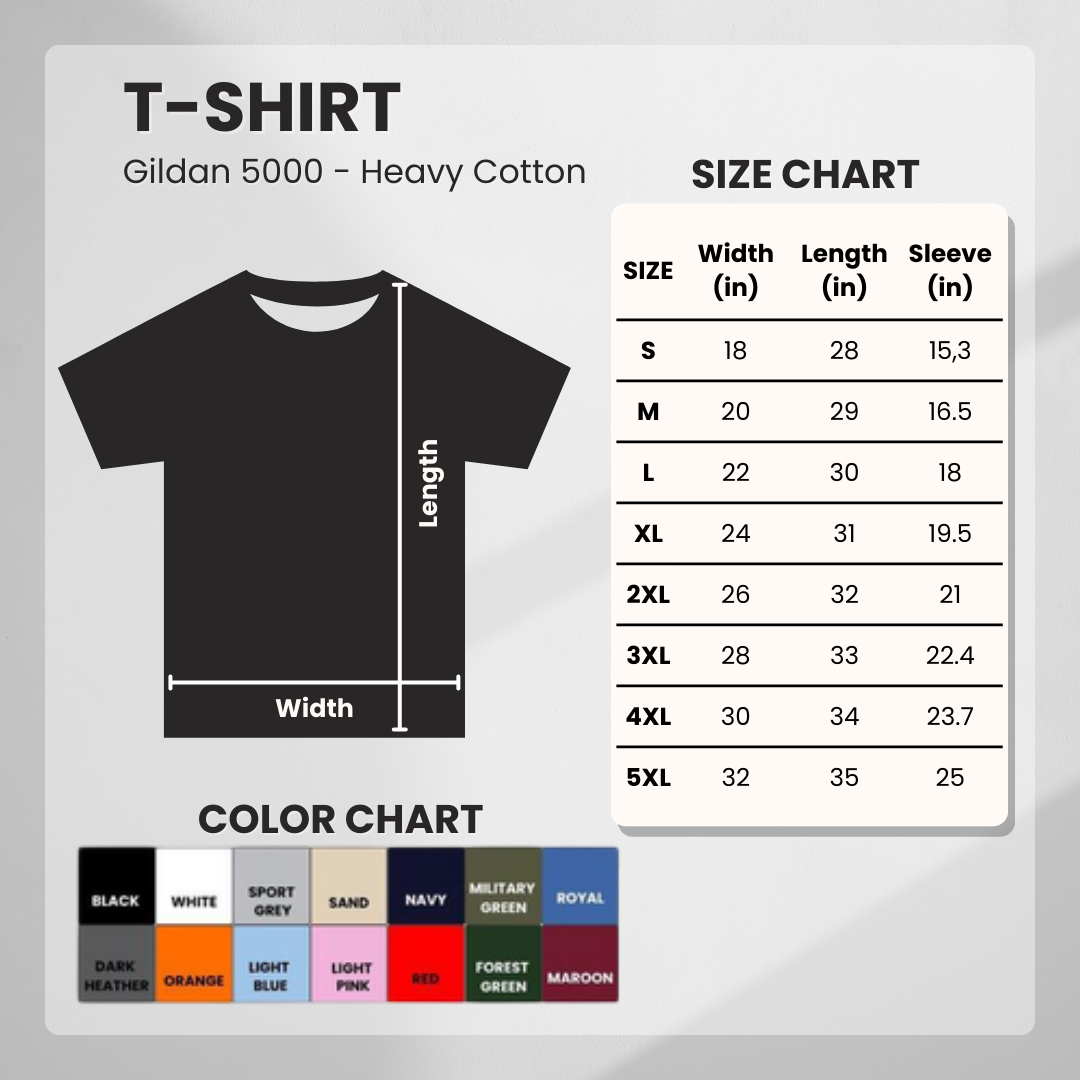 T-SHIRT
Gildan 5000 - Heavy Cotton
SIZE CHART
SIZE Width (in) Length (in) Sleeve (in)
S 18 28 15,3
M 20 29 16.5
L 22 30 18
XL 24 31 19.5
2XL 26 32 21
3XL 28 33 22.4
4XL 30 34 23.7
5XL 32 35 25
Length
Width
COLOR CHART
BLACK WHITE SPORT GREY SAND NAVY MILITARY GREEN ROYAL
DARK HEATHER ORANGE LIGHT BLUE LIGHT PINK RED FOREST GREEN MAROON